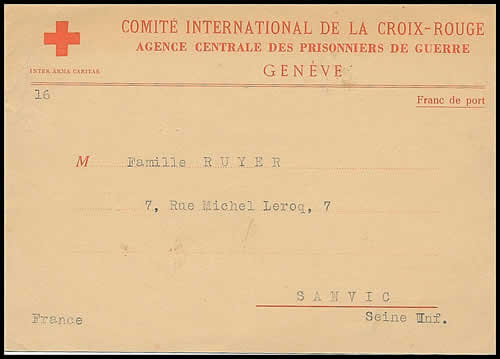 COMITÉ INTERNATIONAL DE LA CROIX-ROUGE
AGENCE CENTRALE DES PRISONNIERS DE GUERRE
GENÈVE
INTER ARMA CARITAS
16
Franc de port
M Famille RUYER
7, Rue Michel Leroq, 7
SANVIC
France Seine Inf.